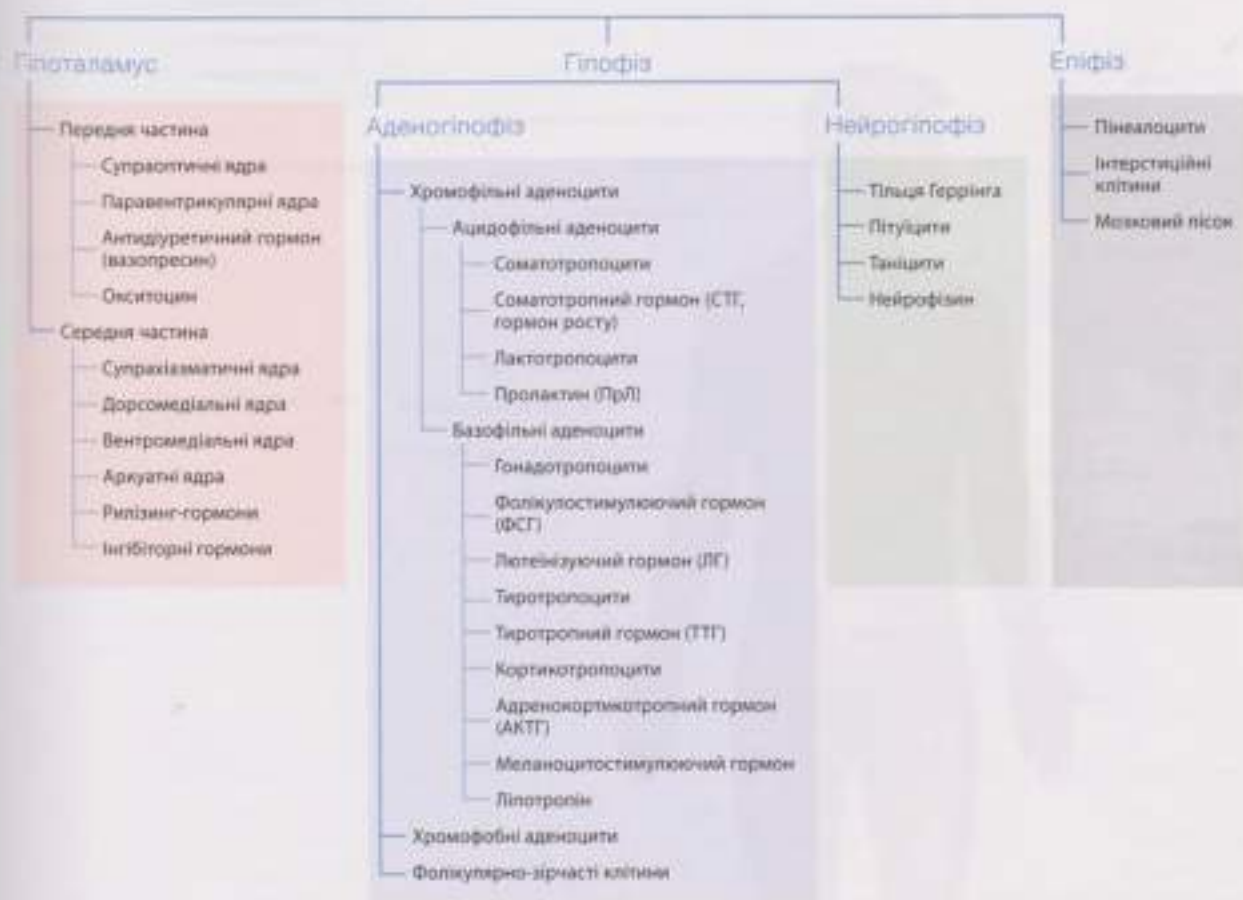 Гіпоталамус
Передня частина
Супраоптичні ядра
Паравентрикулярні ядра
Антидіуретичний гормон
(вазопресин)
Окситоцин
Середня частина
Супрахіазматичні ядра
Дорсомедіальні ядра
Вентромедіальні ядра
Аркуатні ядра
Рилізинг-гормони
Інгібіторні гормони
Гіпофіз
Аденогіпофіз
Хромофільні аденоцити
Ацидофільні аденоцити
Соматотропоцити
Соматотропний гормон (СТГ,
гормон росту)
Лактотропоцити
Пролактин (ПрЛ)
Базофільні аденоцити
Гонадотропоцити
Фолікулостимулюючий гормон
(ФСГ)
Лютеїнізуючий гормон (ЛГ)
Тиротропоцити
Тиротропний гормон (ТТГ)
Кортикотропоцити
Адренокортикотропний гормон
(АКТГ)
Меланоцитостимулюючий гормон
Ліпотропін
Хромофобні аденоцити
Фолікулярно-зірчасті клітини
Нейрогіпофіз
Тільця Геррінга
Пітуїцити
Таніцити
Нейрофізин
Епіфіз
Пінеалоцити
Інтерстиційні
клітини
Мозковий пісок